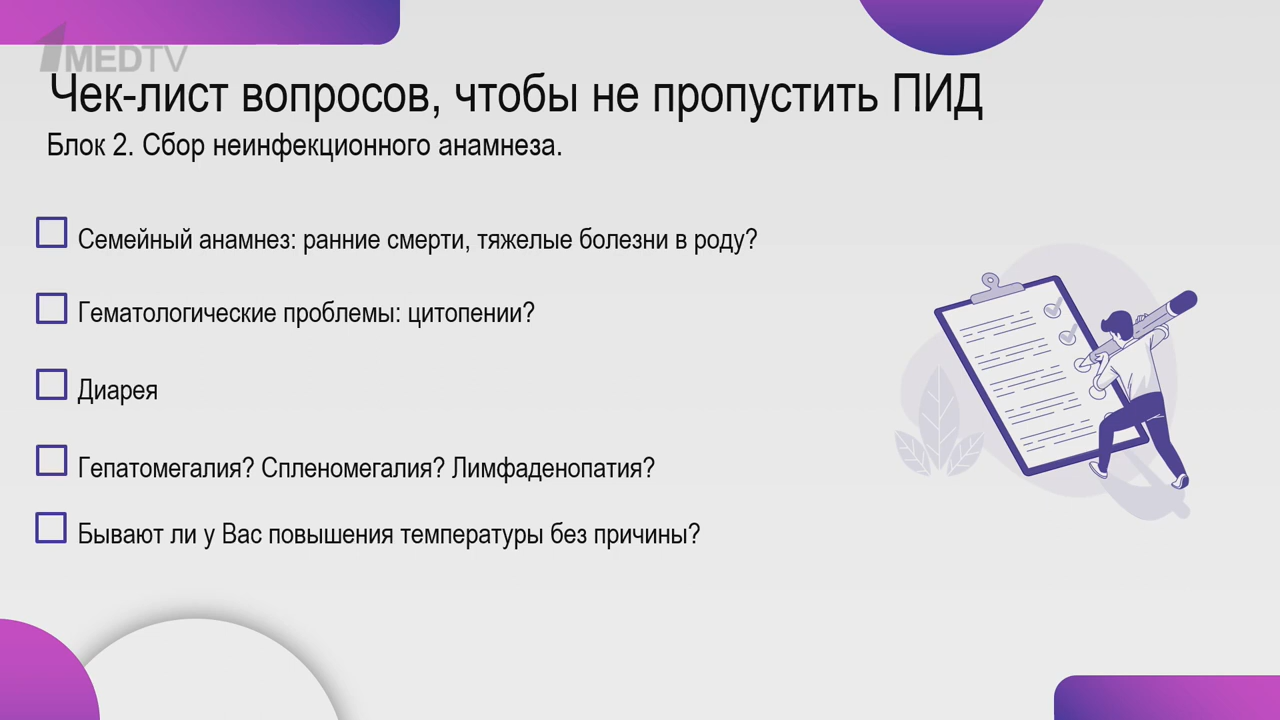 1MEDTV
Чек-лист вопросов, чтобы не пропустить ПИД
Блок 2. Сбор неинфекционного анамнеза.
Семейный анамнез: ранние смерти, тяжелые болезни в роду?
Гематологические проблемы: цитопении?
Диарея
Гепатомегалия? Спленомегалия? Лимфаденопатия?
Бывают ли у Вас повышения температуры без причины?